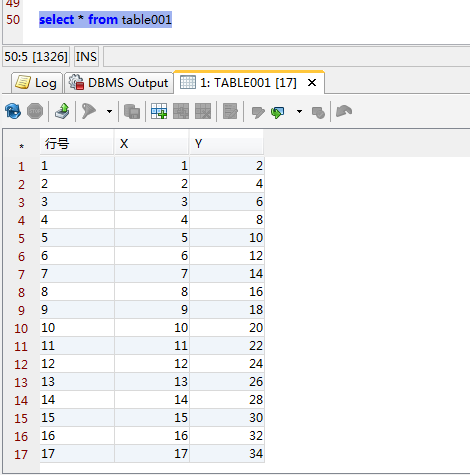 49
50 select * from table001
50:5 [1326] INS
Log DBMS Output 1: TABLE001 [17] ×
* 行号 X Y
1 1 1 2
2 2 2 4
3 3 3 6
4 4 4 8
5 5 5 10
6 6 6 12
7 7 7 14
8 8 8 16
9 9 9 18
10 10 10 20
11 11 11 22
12 12 12 24
13 13 13 26
14 14 14 28
15 15 15 30
16 16 16 32
17 17 17 34